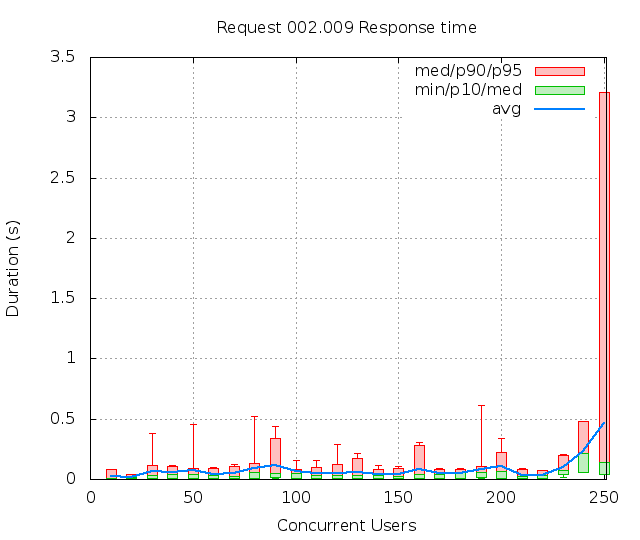 Request 002.009 Response time
med/p90/p95
min/p10/med
avg
3.5
3
2.5
2
1.5
1
0.5
0
Duration (s)
0 50 100 150 200 250
Concurrent Users